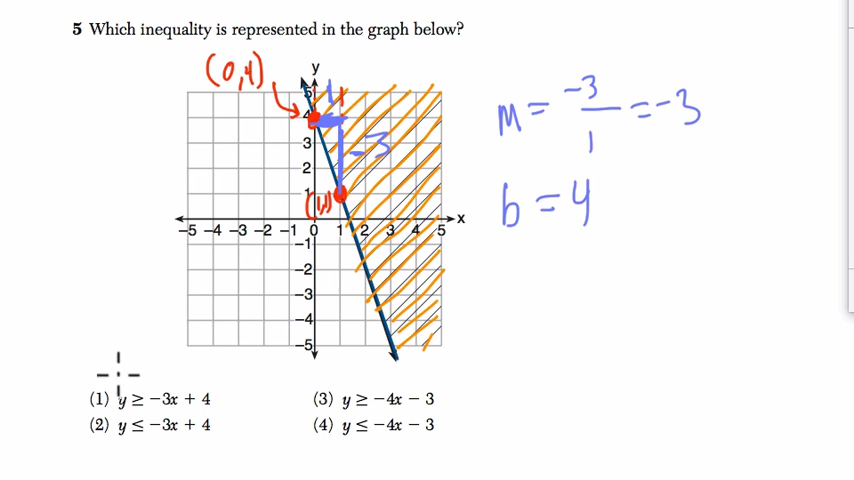 5 Which inequality is represented in the graph below?
(0,4)
y
5
4
3
2
1
1
-3
(1,1)
x
−5 −4 −3 −2 −1 0 1 2 3 4 5
−1
−2
−3
−4
−5
m = -3/1 = -3
b = 4
(1) y ≥ −3x + 4
(2) y ≤ −3x + 4
(3) y ≥ −4x − 3
(4) y ≤ −4x − 3